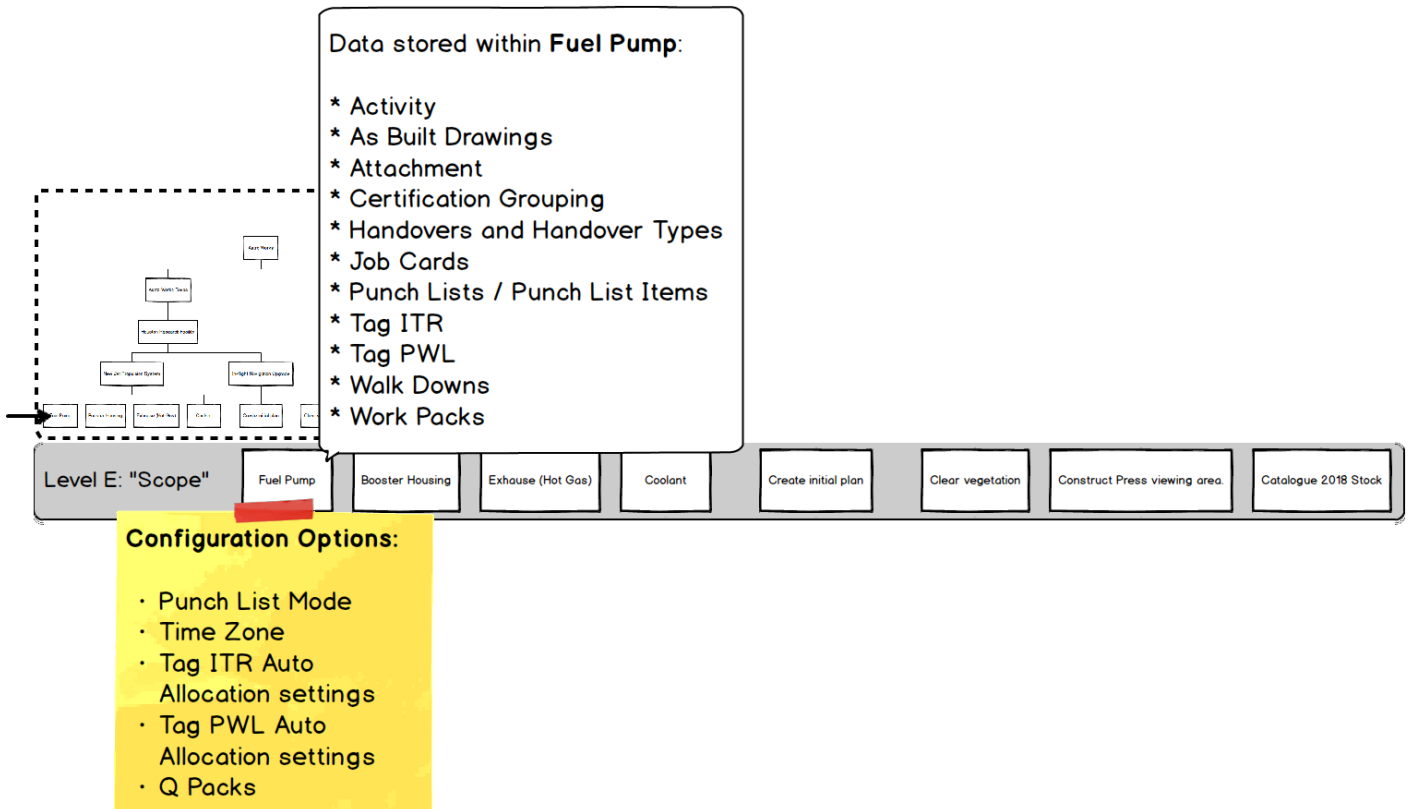 Data stored within Fuel Pump:
* Activity
* As Built Drawings
* Attachment
* Certification Grouping
* Handovers and Handover Types
* Job Cards
* Punch Lists / Punch List Items
* Tag ITR
* Tag PWL
* Walk Downs
* Work Packs
Level E: "Scope"
Fuel Pump
Booster Housing
Exhause (Hot Gas)
Coolant
Create initial plan
Clear vegetation
Construct Press viewing area.
Catalogue 2018 Stock
Configuration Options:
· Punch List Mode
· Time Zone
· Tag ITR Auto
Allocation settings
· Tag PWL Auto
Allocation settings
· Q Packs